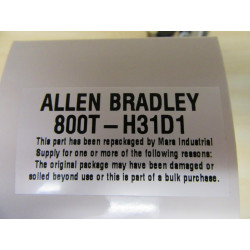 ALLEN BRADLEY
800T-H31D1
This part has been repackaged by Mara Industrial
Supply for one or more of the following reasons:
The original package may have been damaged or
soiled beyond use or this is part of a bulk purchase.